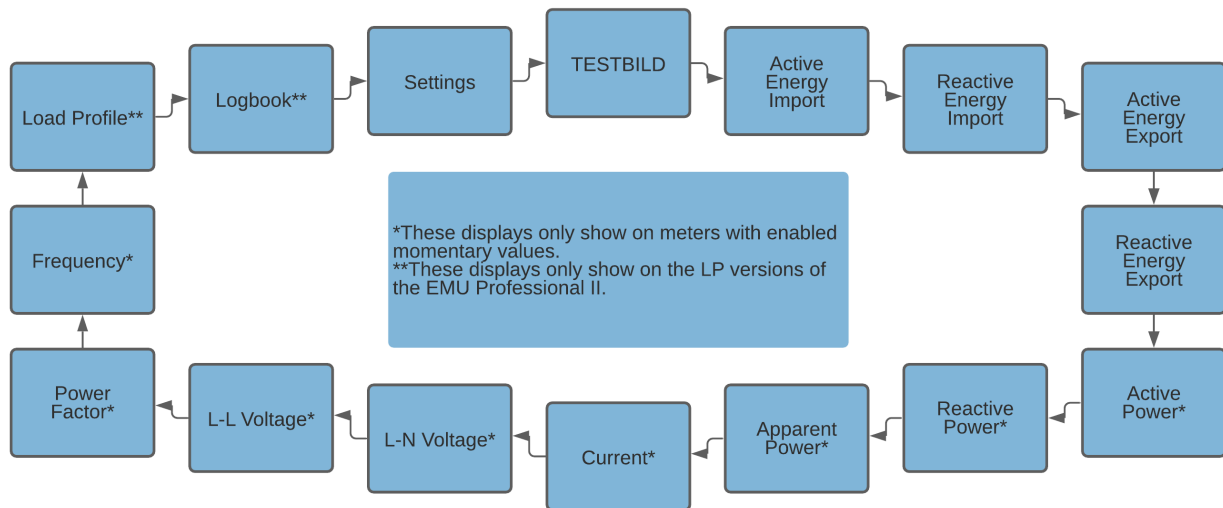 Load Profile**
Logbook**
Settings
TESTBILD
Active
Energy
Import
Reactive
Energy
Import
Active
Energy
Export
Reactive
Energy
Export
Active
Power*
Reactive
Power*
Apparent
Power*
Current*
L-N Voltage*
L-L Voltage*
Power
Factor*
Frequency*
*These displays only show on meters with enabled
momentary values.
**These displays only show on the LP versions of
the EMU Professional II.